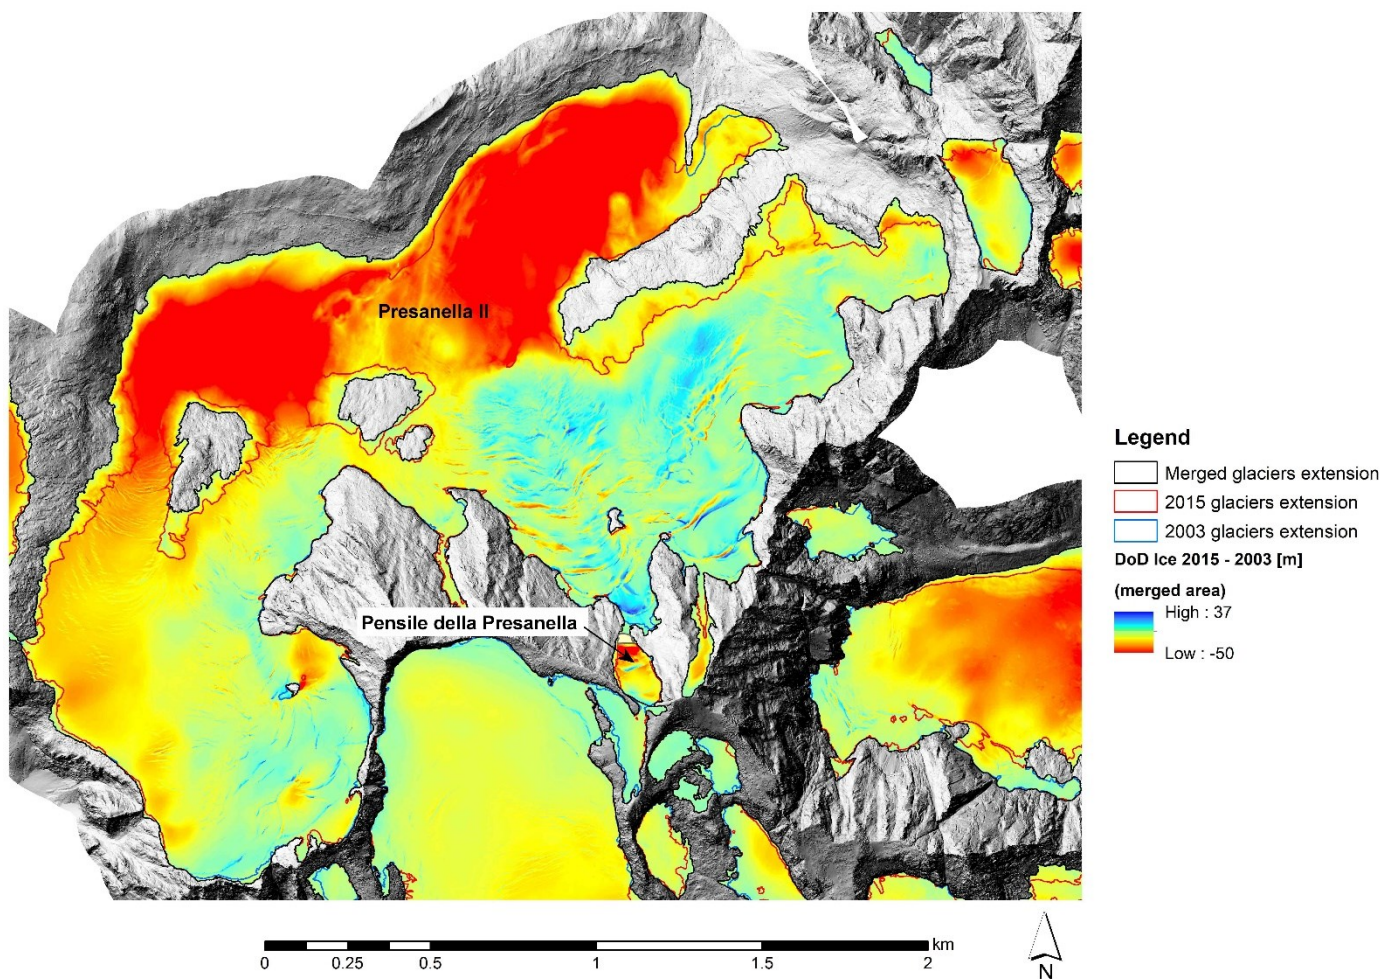 Presanella II
Pensile della Presanella
Legend
Merged glaciers extension
2015 glaciers extension
2003 glaciers extension
DoD Ice 2015 - 2003 [m]
(merged area)
High : 37
Low : -50
km
0 0.25 0.5 1 1.5 2
N